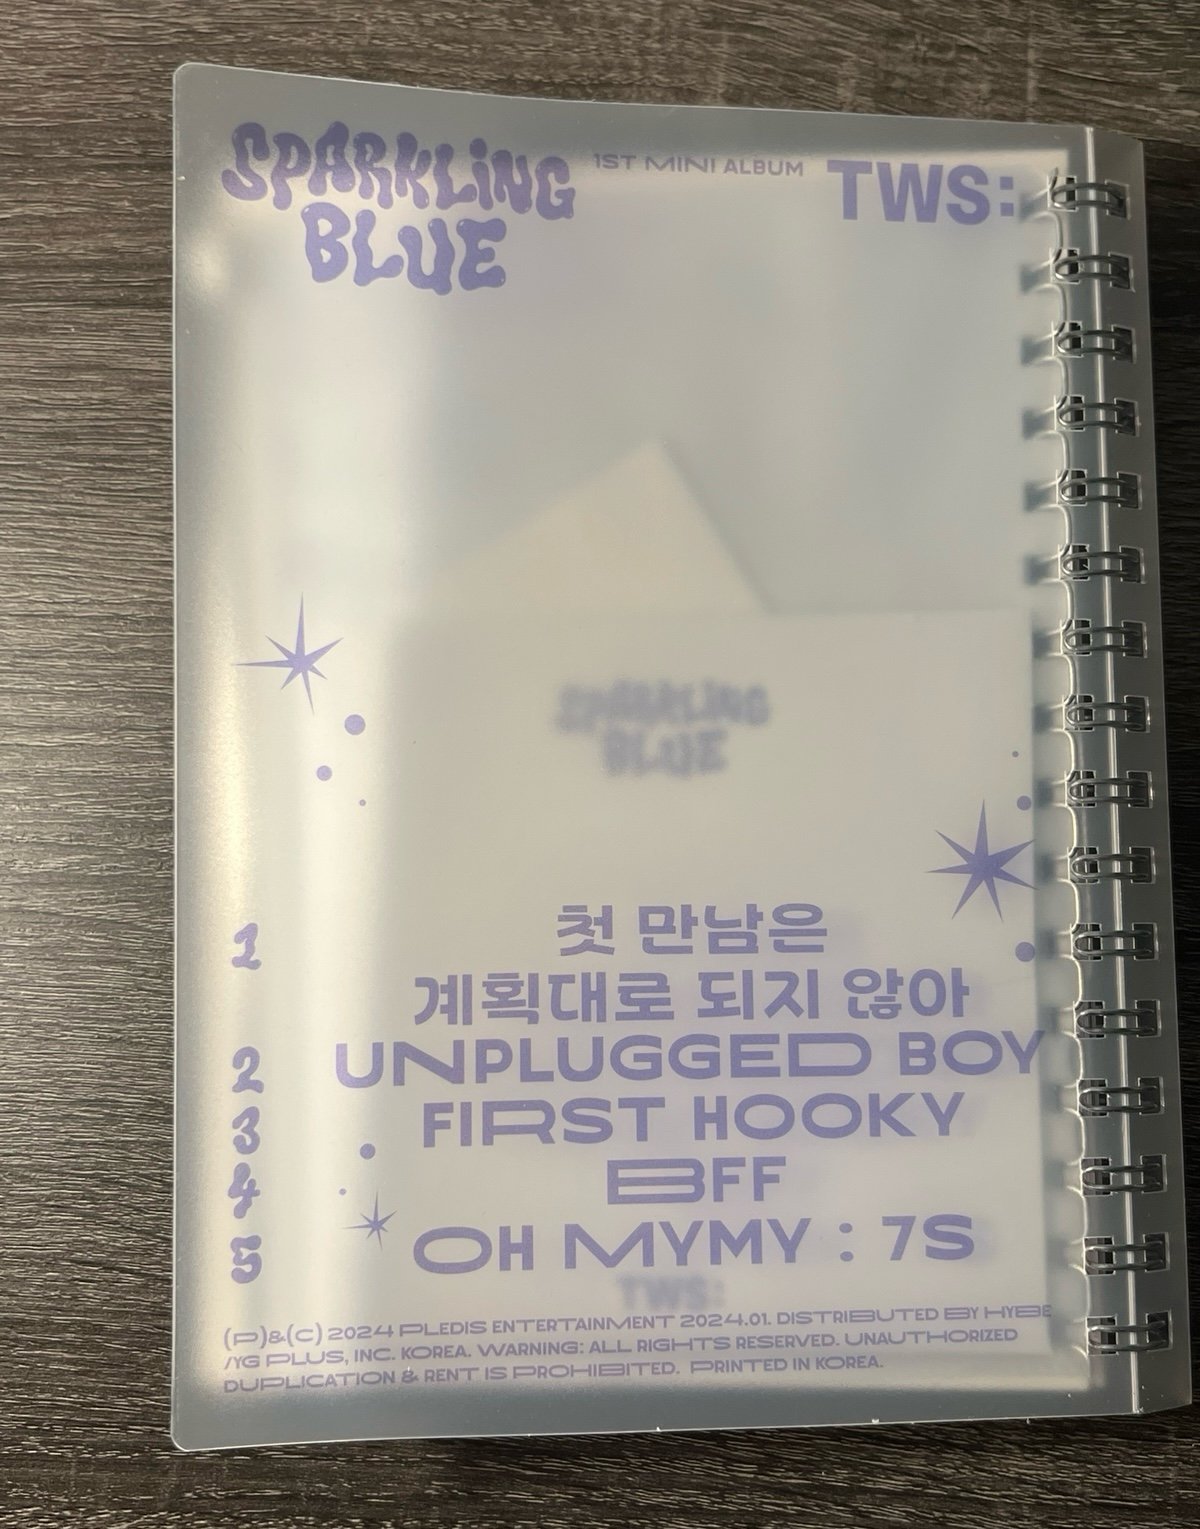 SPARKLING
BLUE
1ST MINI ALBUM
TWS:
SPARKLING
BLUE
1 첫 만남은
계획대로 되지 않아
2 UNPLUGGED BOY
3 FIRST HOOKY
4 BFF
5 OH MYMY : 7S
TWS:
(P)&(C) 2024 PLEDIS ENTERTAINMENT 2024.01. DISTRIBUTED BY HYBE
/YG PLUS, INC. KOREA. WARNING: ALL RIGHTS RESERVED. UNAUTHORIZED
DUPLICATION & RENT IS PROHIBITED. PRINTED IN KOREA.